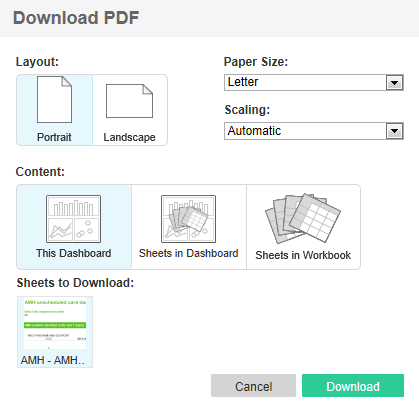 Download PDF
Layout:
Portrait
Landscape
Paper Size:
Letter
Scaling:
Automatic
Content:
This Dashboard
Sheets in Dashboard
Sheets in Workbook
Sheets to Download:
AMH unscheduled care da
AMH - AMH...
Cancel
Download